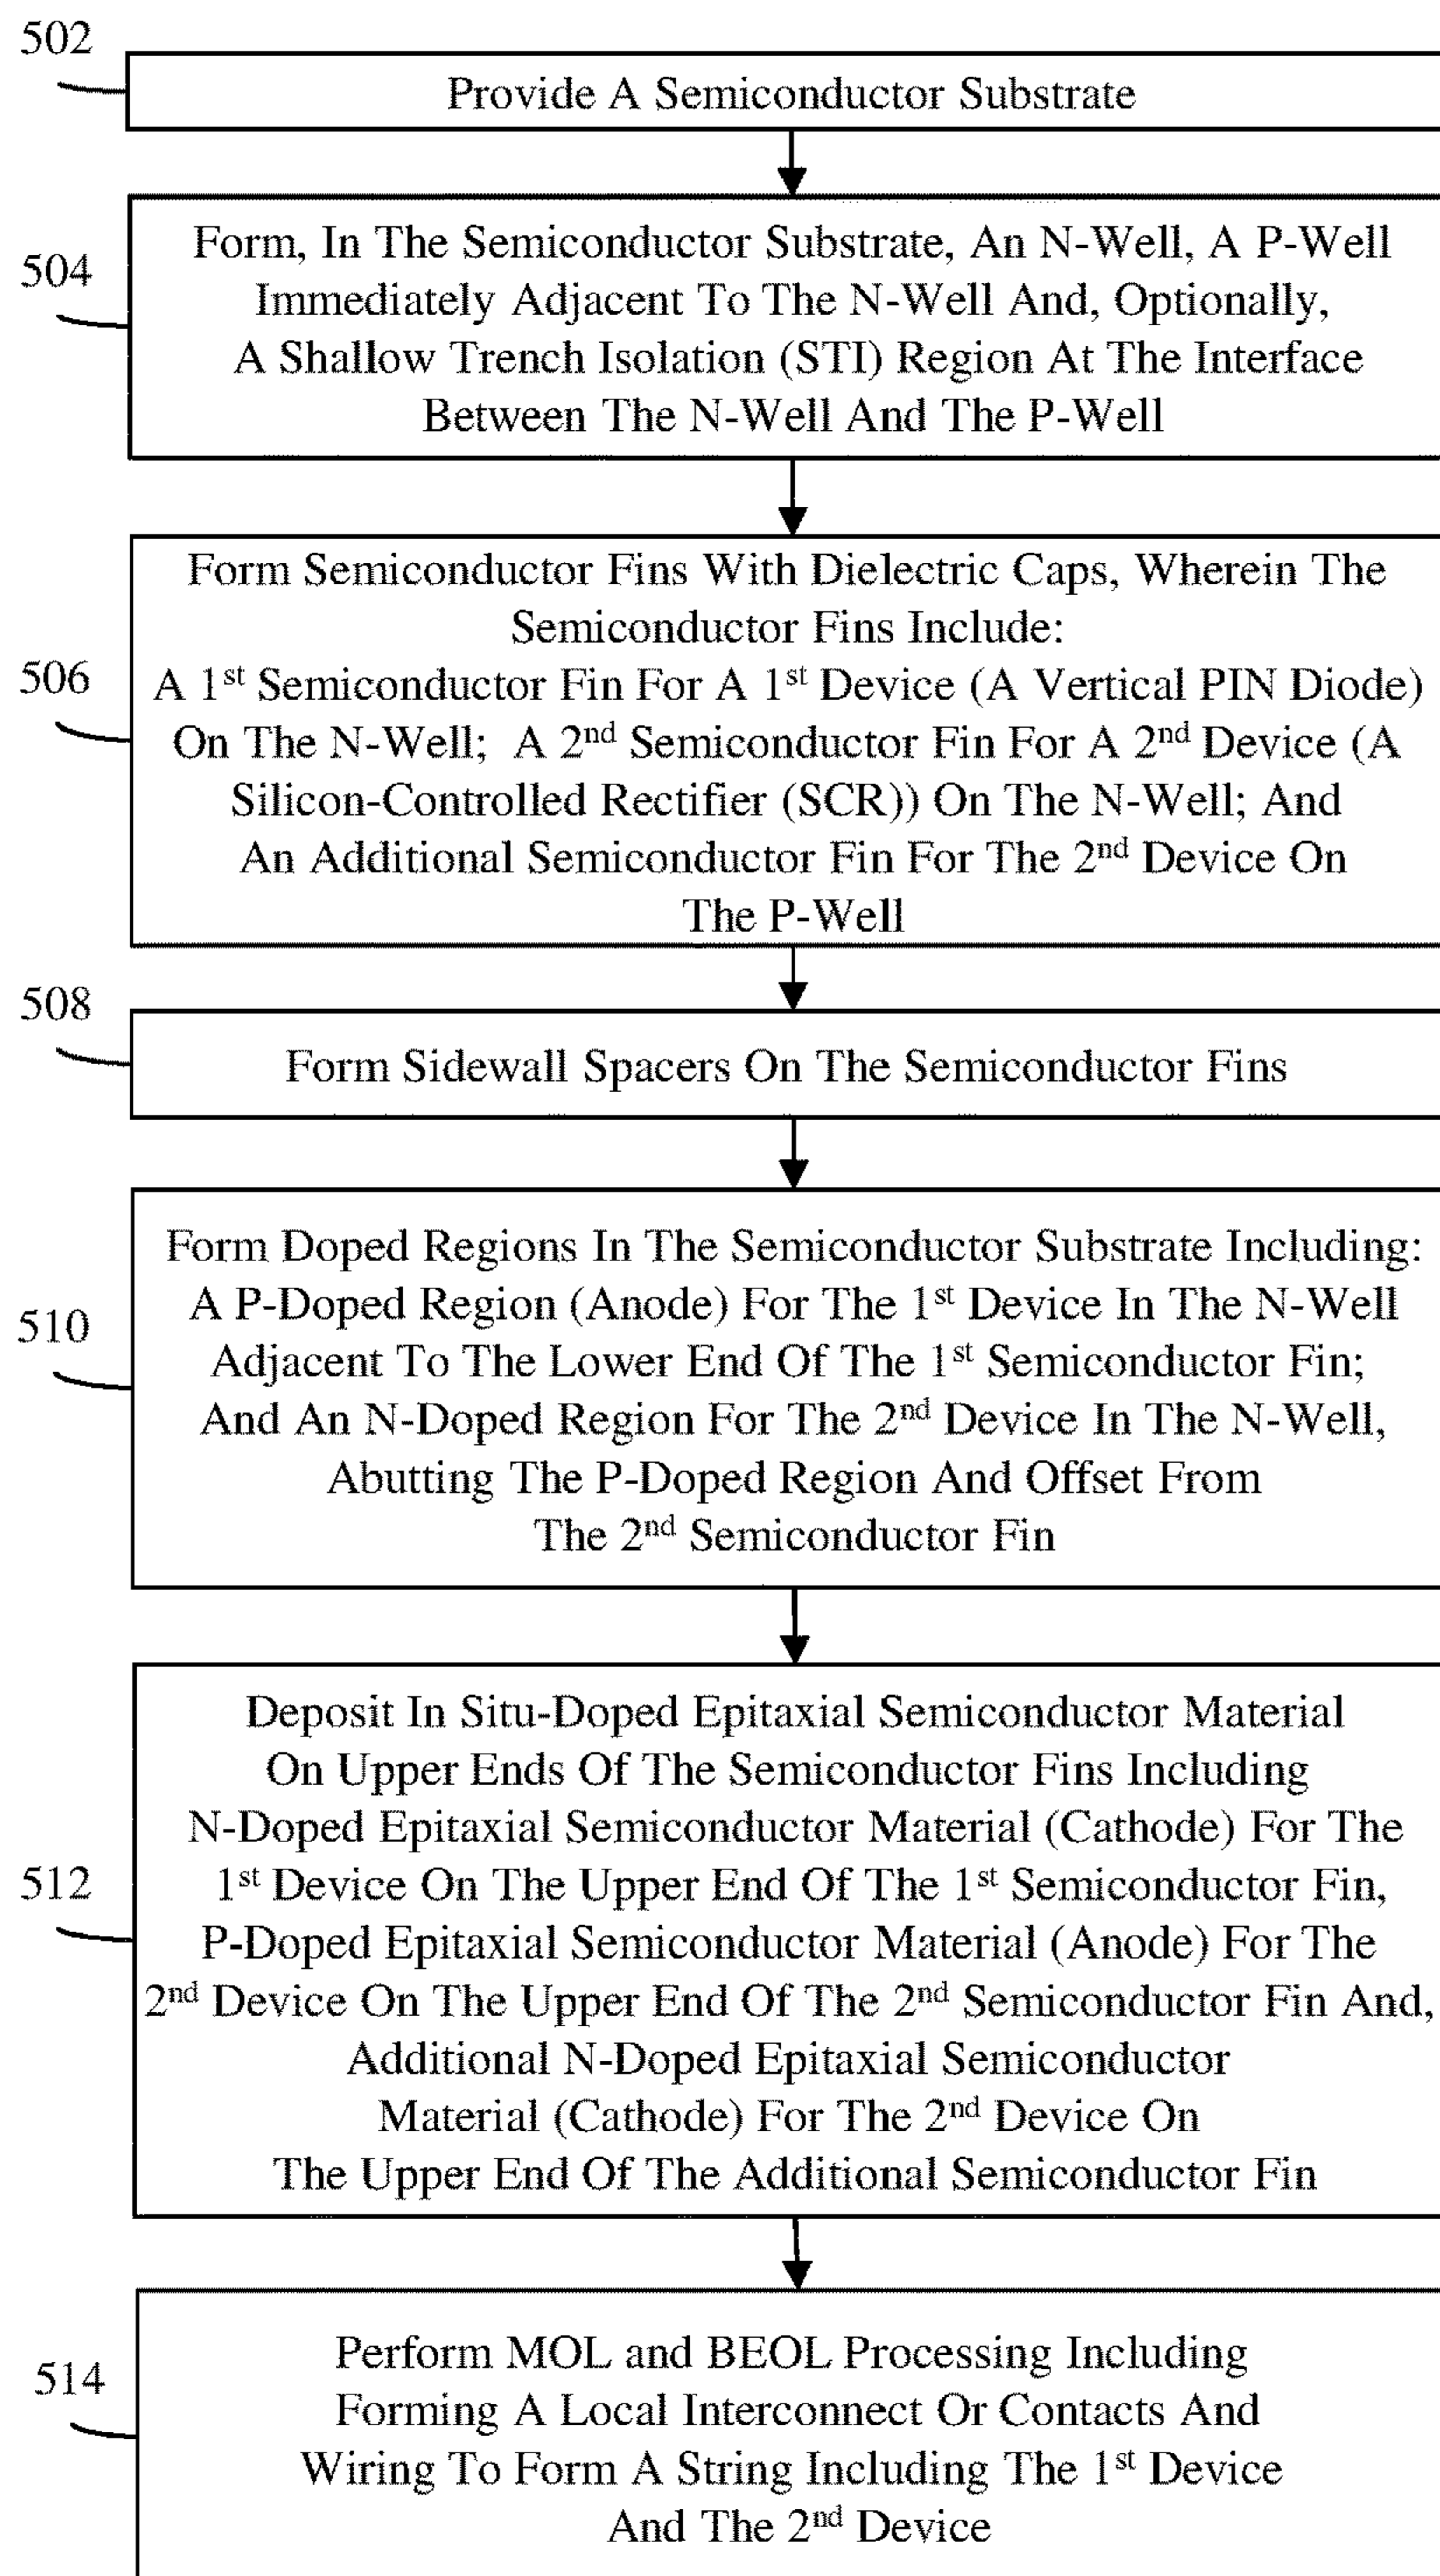 502
Provide A Semiconductor Substrate
504
Form, In The Semiconductor Substrate, An N-Well, A P-Well
Immediately Adjacent To The N-Well And, Optionally,
A Shallow Trench Isolation (STI) Region At The Interface
Between The N-Well And The P-Well
506
Form Semiconductor Fins With Dielectric Caps, Wherein The
Semiconductor Fins Include:
A 1st Semiconductor Fin For A 1st Device (A Vertical PIN Diode)
On The N-Well; A 2nd Semiconductor Fin For A 2nd Device (A
Silicon-Controlled Rectifier (SCR)) On The N-Well; And
An Additional Semiconductor Fin For The 2nd Device On
The P-Well
508
Form Sidewall Spacers On The Semiconductor Fins
510
Form Doped Regions In The Semiconductor Substrate Including:
A P-Doped Region (Anode) For The 1st Device In The N-Well
Adjacent To The Lower End Of The 1st Semiconductor Fin;
And An N-Doped Region For The 2nd Device In The N-Well,
Abutting The P-Doped Region And Offset From
The 2nd Semiconductor Fin
512
Deposit In Situ-Doped Epitaxial Semiconductor Material
On Upper Ends Of The Semiconductor Fins Including
N-Doped Epitaxial Semiconductor Material (Cathode) For The
1st Device On The Upper End Of The 1st Semiconductor Fin,
P-Doped Epitaxial Semiconductor Material (Anode) For The
2nd Device On The Upper End Of The 2nd Semiconductor Fin And,
Additional N-Doped Epitaxial Semiconductor
Material (Cathode) For The 2nd Device On
The Upper End Of The Additional Semiconductor Fin
514
Perform MOL and BEOL Processing Including
Forming A Local Interconnect Or Contacts And
Wiring To Form A String Including The 1st Device
And The 2nd Device